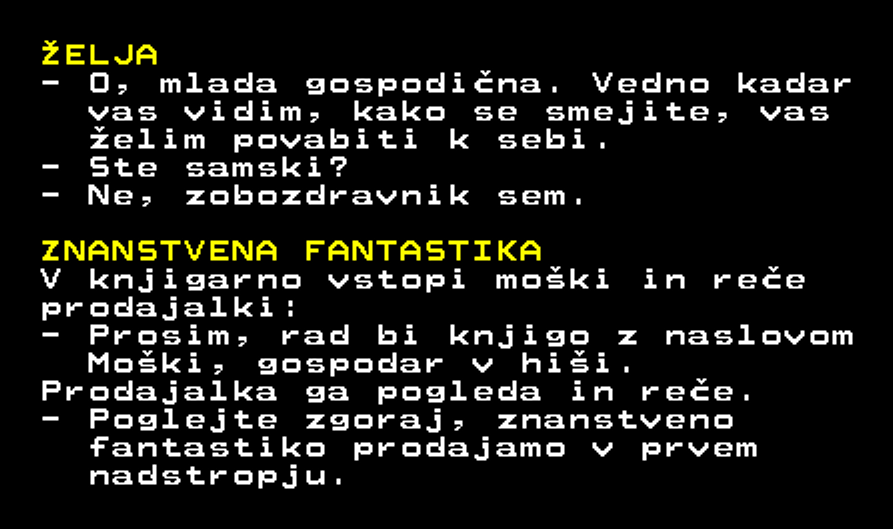 ŽELJA
- O, mlada gospodična. Vedno kadar
vas vidim, kako se smejite, vas
želim povabiti k sebi.
- Ste samski?
- Ne, zobozdravnik sem.
ZNANSTVENA FANTASTIKA
V knjigarno vstopi moški in reče
prodajalki:
- Prosim, rad bi knjigo z naslovom
Moški, gospodar v hiši.
Prodajalka ga pogleda in reče.
- Poglejte zgoraj, znanstveno
fantastiko prodajamo v prvem
nadstropju.